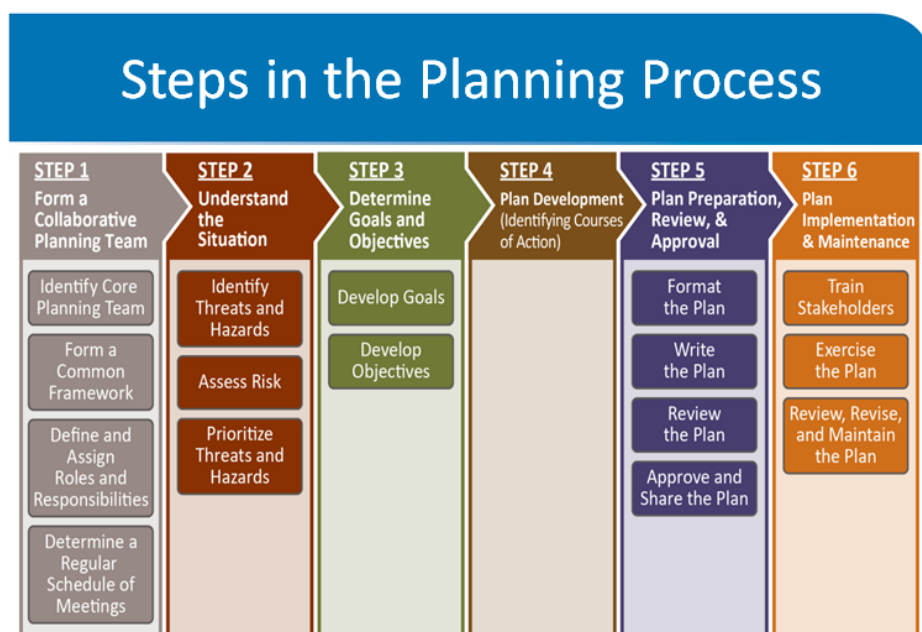 Steps in the Planning Process
STEP 1
Form a
Collaborative
Planning Team
Identify Core
Planning Team
Form a
Common
Framework
Define and
Assign
Roles and
Responsibilities
Determine a
Regular
Schedule of
Meetings
STEP 2
Understand
the
Situation
Identify
Threats and
Hazards
Assess Risk
Prioritize
Threats and
Hazards
STEP 3
Determine
Goals and
Objectives
Develop Goals
Develop
Objectives
STEP 4
Plan Development
(Identifying Courses
of Action)
STEP 5
Plan Preparation,
Review, &
Approval
Format
the Plan
Write
the Plan
Review
the Plan
Approve and
Share the Plan
STEP 6
Plan
Implementation
& Maintenance
Train
Stakeholders
Exercise
the Plan
Review, Revise,
and Maintain
the Plan